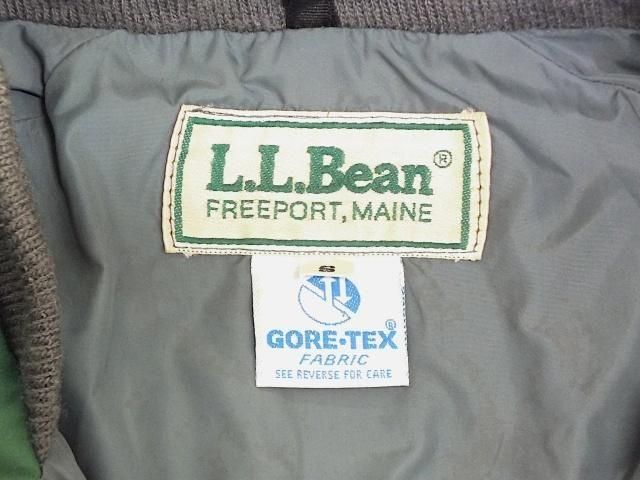 L.L.Bean®
FREEPORT, MAINE
S
GORE-TEX®
FABRIC
SEE REVERSE FOR CARE